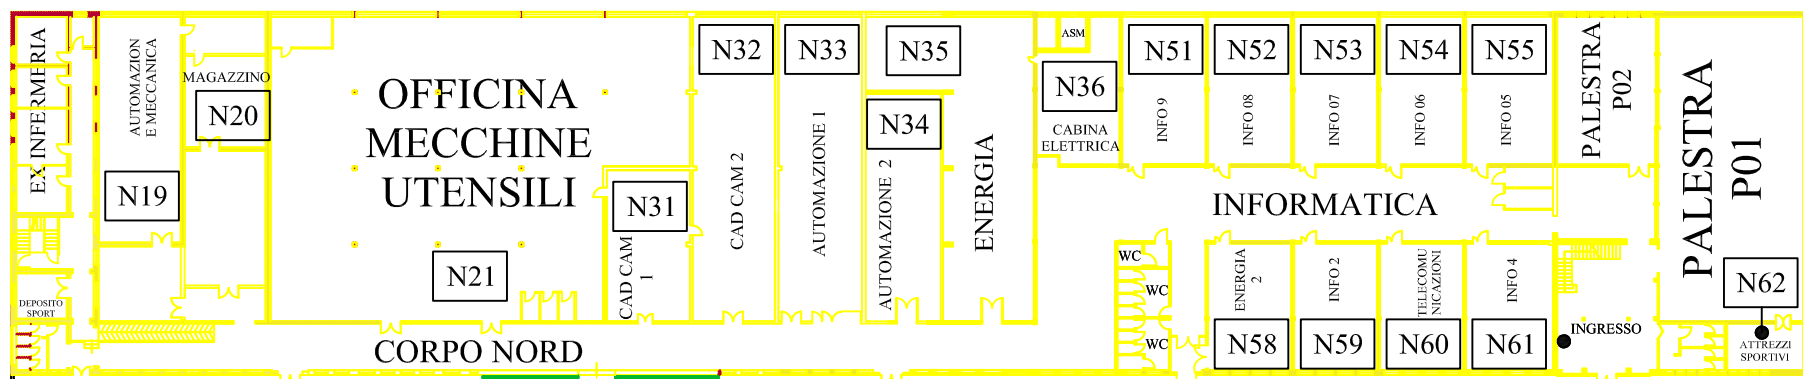 EX INFERMERIA
DEPOSITO
SPORT
AUTOMAZION
E MECCANICA
N19
MAGAZZINO
N20
OFFICINA
MECCHINE
UTENSILI
N21
N31
CAD CAM
1
N32
CAD CAM 2
N33
AUTOMAZIONE 1
N35
N34
AUTOMAZIONE 2
ENERGIA
ASM
N36
CABINA
ELETTRICA
N51
INFO 9
N52
INFO 08
N53
INFO 07
N54
INFO 06
N55
INFO 05
PALESTRA
P02
PALESTRA
P01
INFORMATICA
WC
WC
WC
ENERGIA
2
N58
INFO 2
N59
TELECOMU
NICAZIONI
N60
INFO 4
N61
INGRESSO
N62
ATTREZZI
SPORTIVI
CORPO NORD